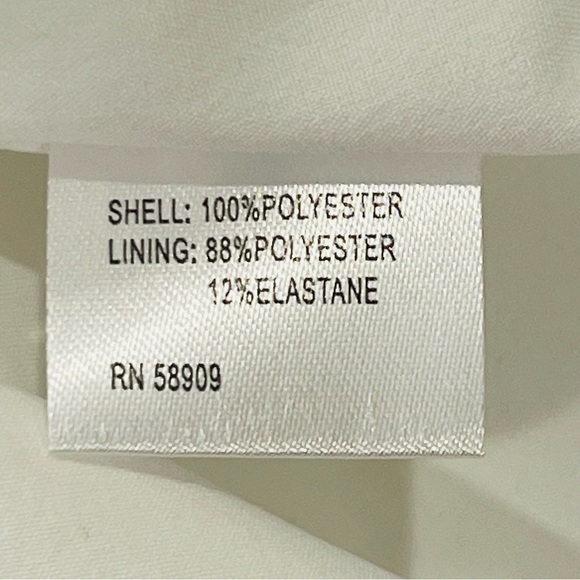 SHELL: 100%POLYESTER
LINING: 88%POLYESTER
12%ELASTANE
RN 58909